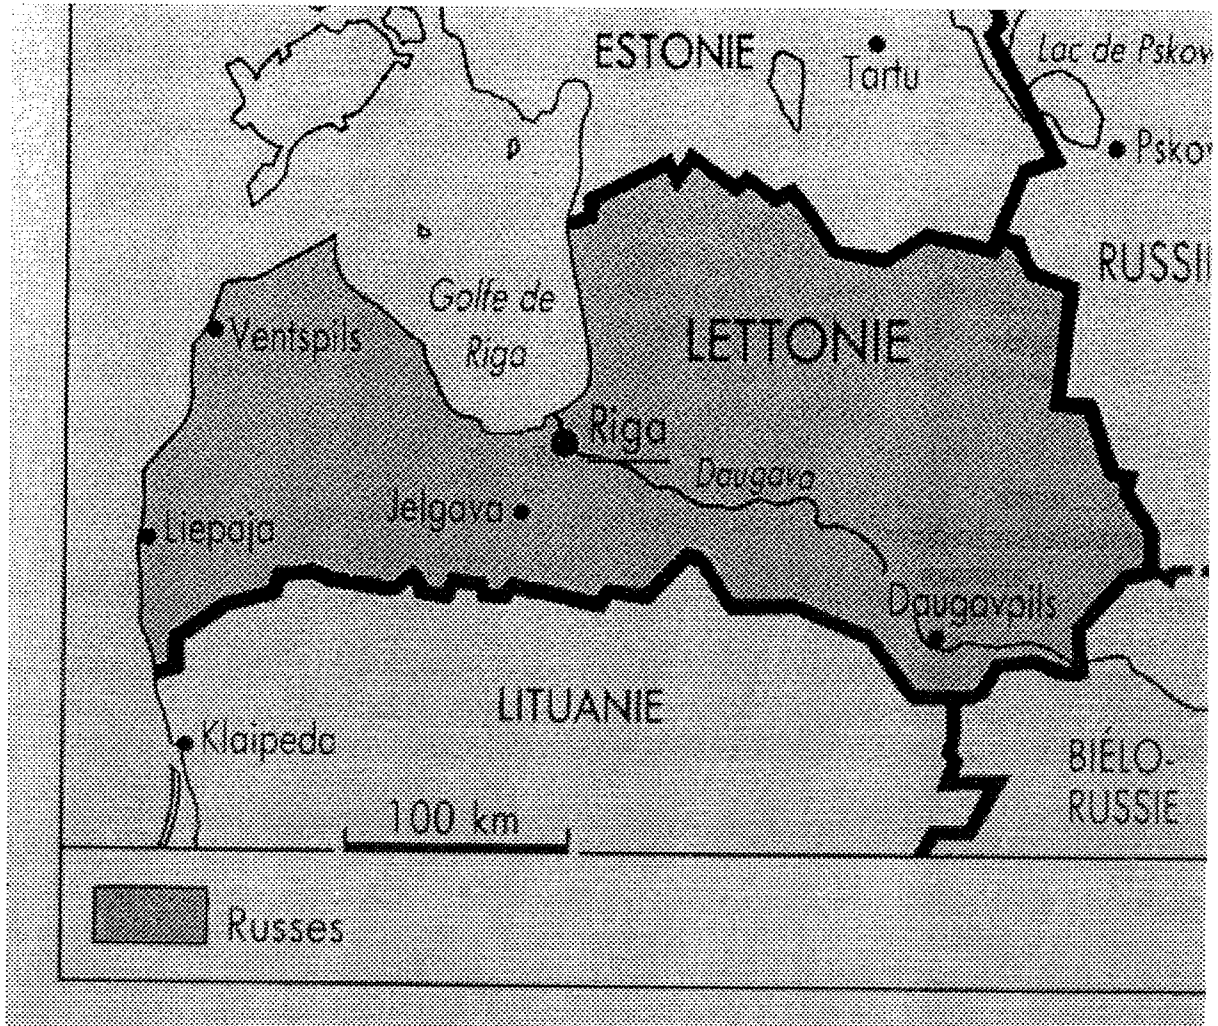 ESTONIE
Tartu
Lac de Pskov
Pskov
RUSSI
Golfe de
Riga
Ventspils
LETTONIE
Riga
Daugava
Jelgava
Liepaja
Daugavpils
LITUANIE
Klaipeda
BIÉLO-
RUSSIE
100 km
Russes